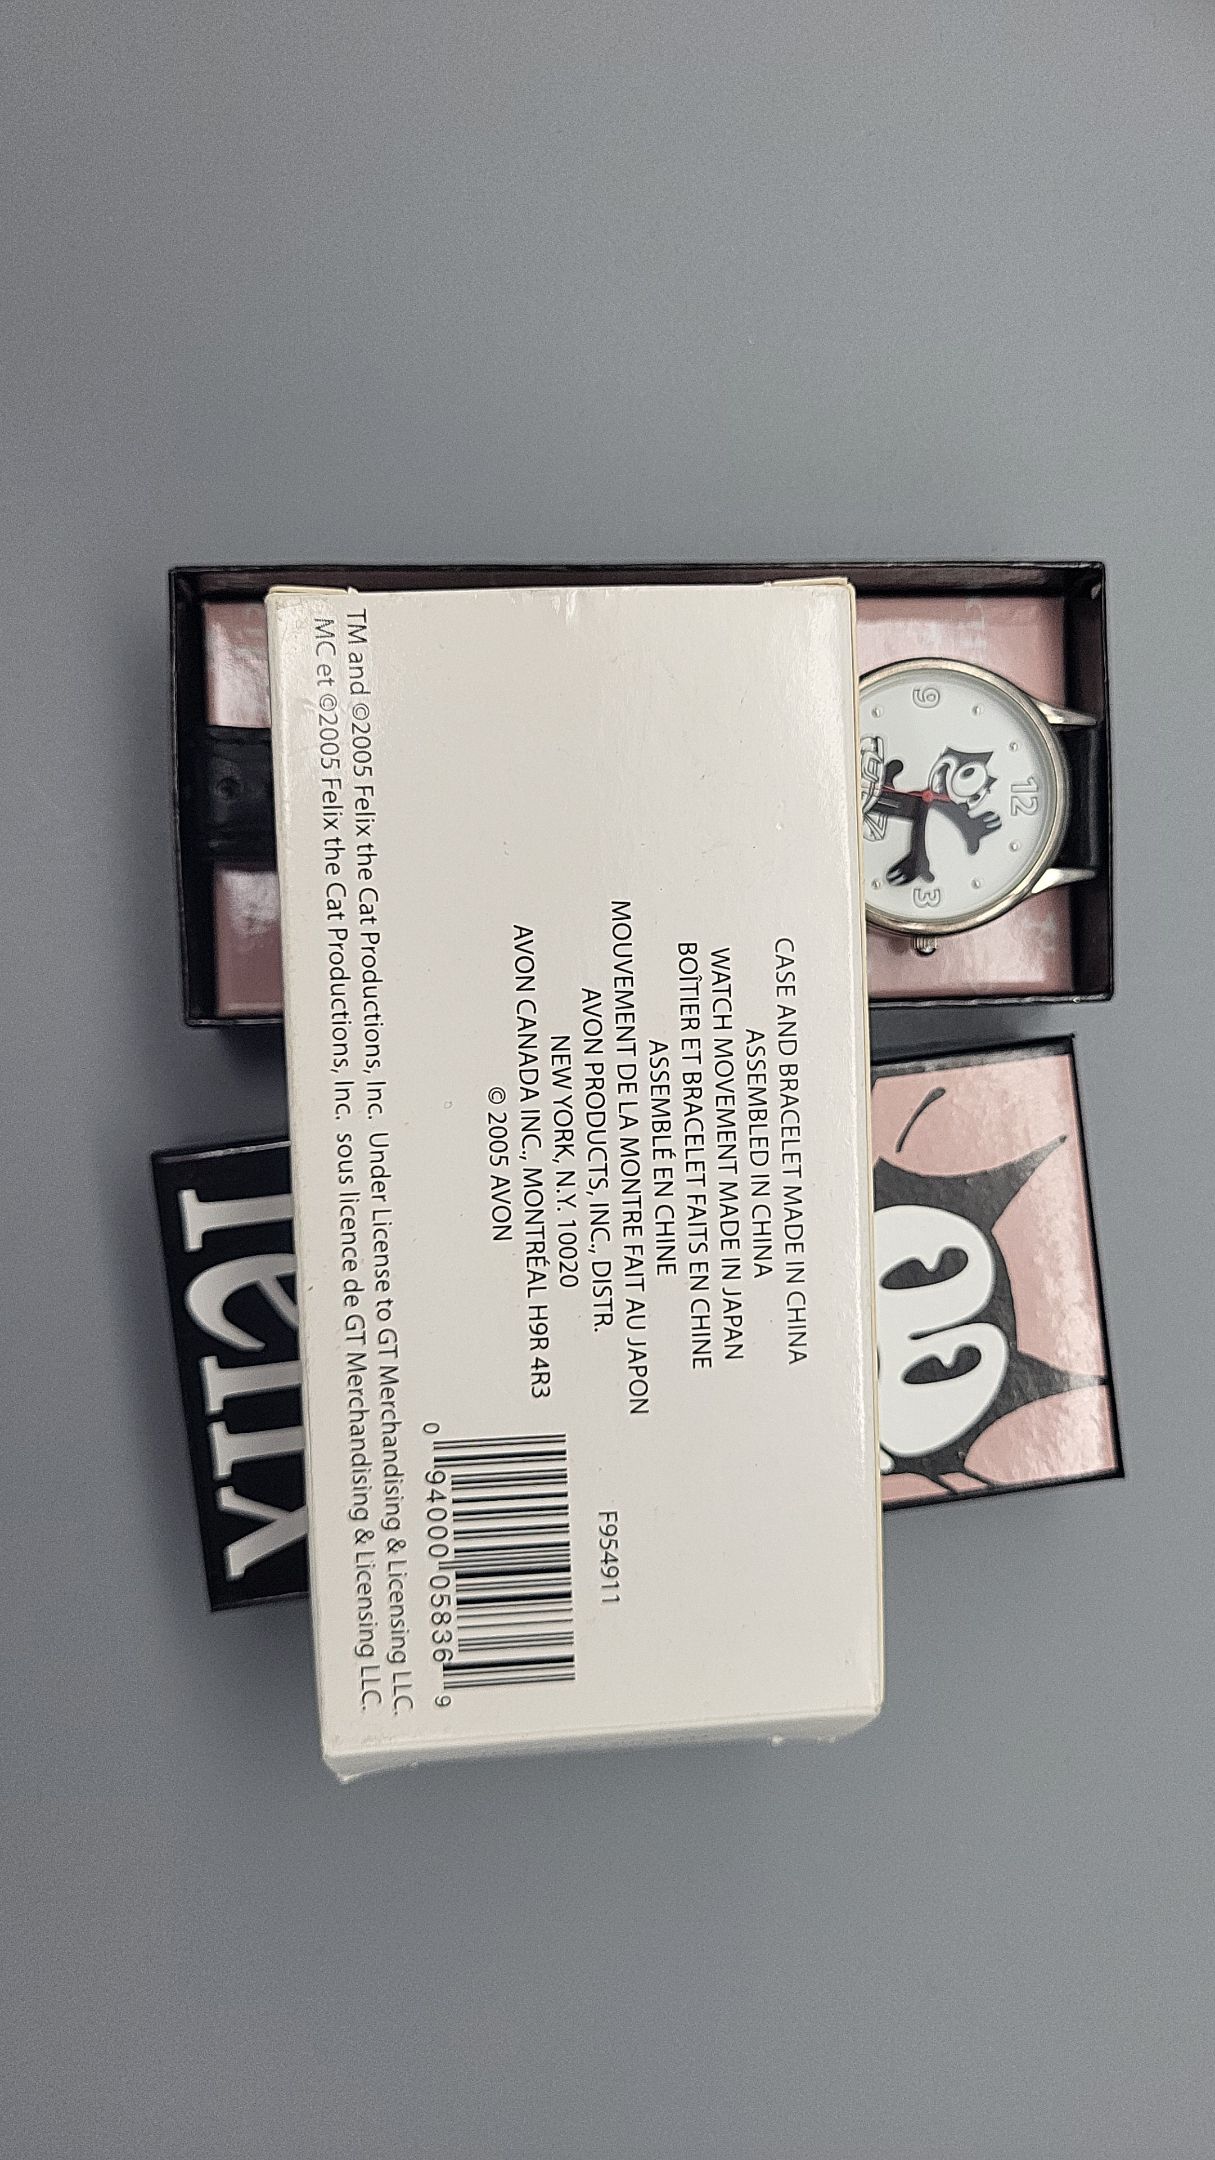 CASE AND BRACELET MADE IN CHINA
ASSEMBLED IN CHINA
WATCH MOVEMENT MADE IN JAPAN
BOÎTIER ET BRACELET FAITS EN CHINE
ASSEMBLÉ EN CHINE
MOUVEMENT DE LA MONTRE FAIT AU JAPON
AVON PRODUCTS, INC., DISTR.
NEW YORK, N.Y. 10020
AVON CANADA INC., MONTRÉAL H9R 4R3
© 2005 AVON
F954911
0 94000 05836 9
TM and ©2005 Felix the Cat Productions, Inc. Under License to GT Merchandising & Licensing LLC.
MC et ©2005 Felix the Cat Productions, Inc. sous licence de GT Merchandising & Licensing LLC.
12
9
3